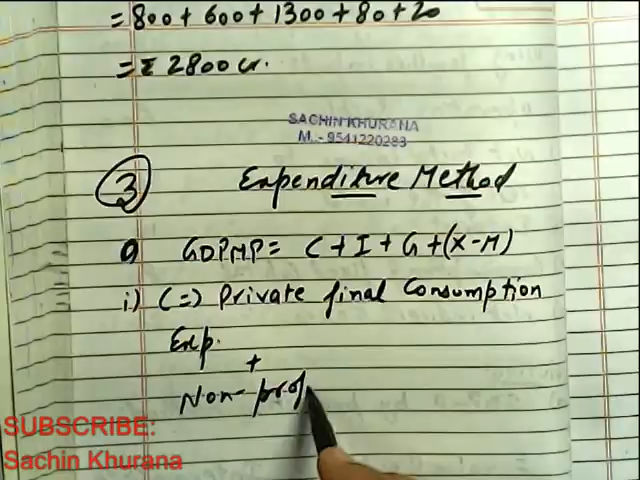 = 800 + 600 + 1300 + 80 + 20
= ₹ 2800 cr.
SACHIN KHURANA
M. - 9541220283
3 Expenditure Method
a GDPMP = C + I + G + (X-M)
i) C =) Private final Consumption
Exp.
+
Non-prof
SUBSCRIBE:
Sachin Khurana